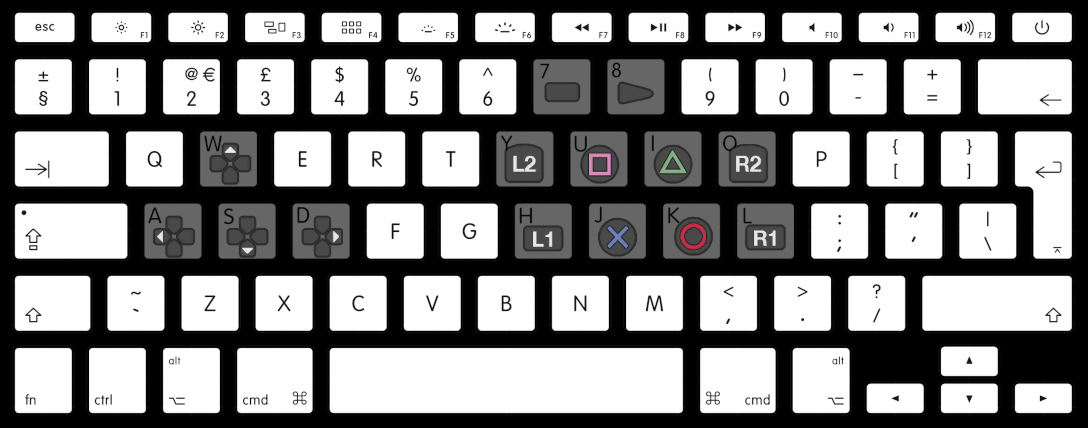 esc F1 F2 F3 F4 F5 F6 F7 F8 F9 F10 F11 F12
± ! @ € £ $ % ^ 7 8 ( ) – +
§ 1 2 3 4 5 6 9 0 - =
Q W E R T Y L2 U I O R2 P { [ } ]
A S D F G H L1 J K L R1 : ; " ' | \
~ ` Z X C V B N M < , > . ? /
alt alt
fn ctrl ⌥ cmd ⌘ ⌘ cmd ⌥